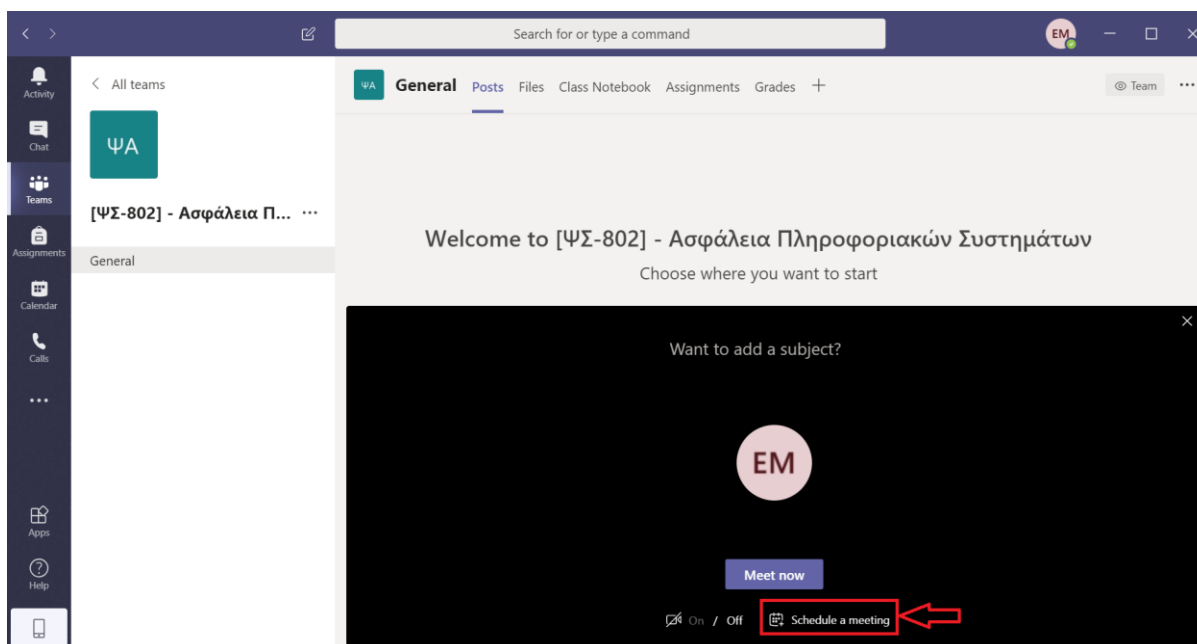 Search for or type a command
EM
Activity
Chat
Teams
Assignments
Calendar
Calls
Apps
Help
All teams
ΨΑ
[ΨΣ-802] - Ασφάλεια Π...
General
ΨΑ
General Posts Files Class Notebook Assignments Grades
Team
Welcome to [ΨΣ-802] - Ασφάλεια Πληροφοριακών Συστημάτων
Choose where you want to start
Want to add a subject?
EM
Meet now
On / Off Schedule a meeting